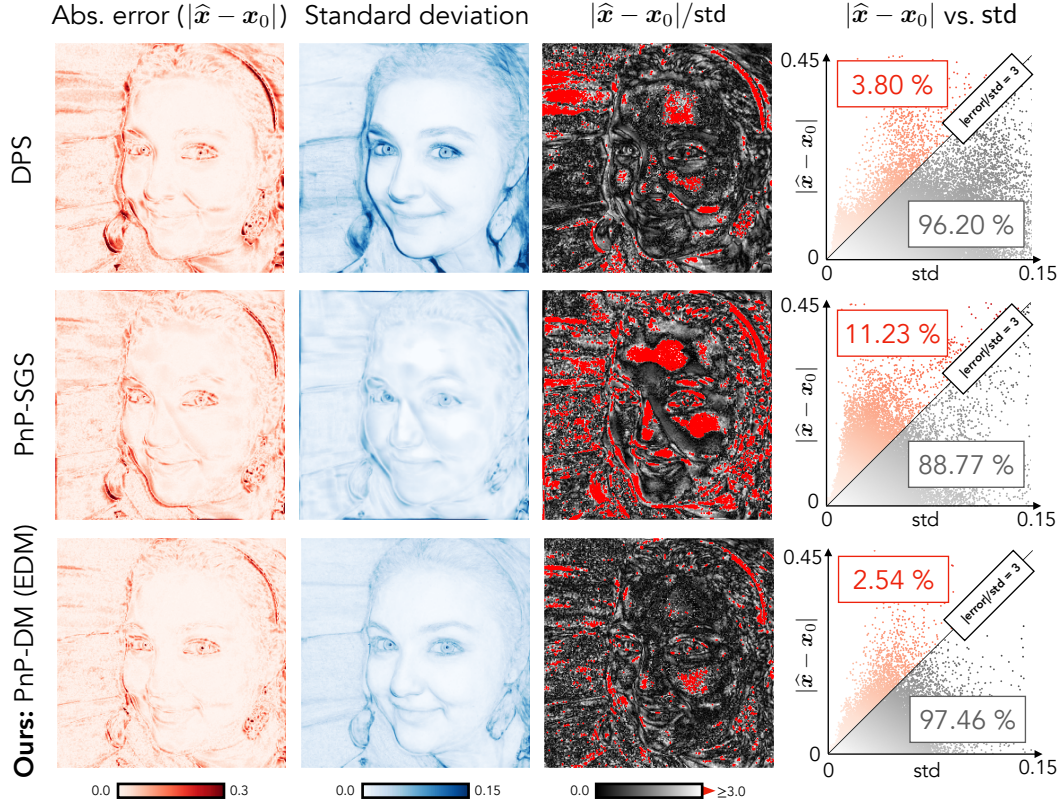 Abs. error (|x̂ − x₀|)
Standard deviation
|x̂ − x₀|/std
|x̂ − x₀| vs. std
DPS
0.45
|x̂ − x₀|
3.80 %
|error|/std = 3
96.20 %
0
std
0.15
PnP-SGS
0.45
|x̂ − x₀|
11.23 %
|error|/std = 3
88.77 %
0
std
0.15
Ours: PnP-DM (EDM)
0.45
|x̂ − x₀|
2.54 %
|error|/std = 3
97.46 %
0
std
0.15
0.0 0.3
0.0 0.15
0.0 ≥3.0